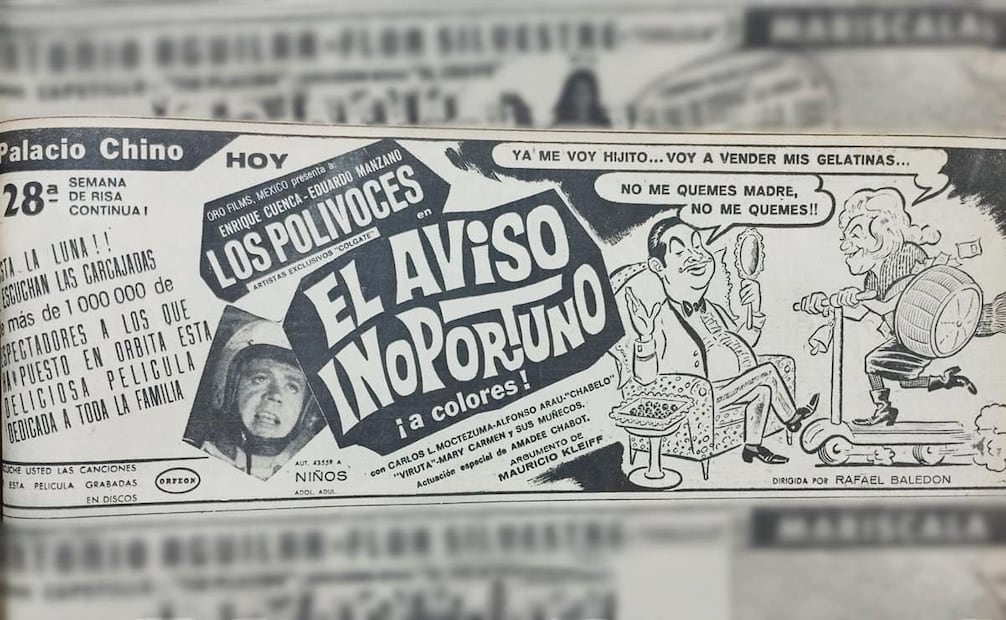 MARISCALA
Palacio Chino
HOY
28ª SEMANA
DE RISA
CONTINUA!
LA LUNA!!
ESCUCHAN LAS CARCAJADAS
más de 1 000 000 de
A LOS QUE
PUESTO EN ORBITA ESTA
DELICIOSA PELICULA
DEDICADA A TODA LA FAMILIA
USTED LAS CANCIONES
ESTA PELICULA GRABADAS
EN DISCOS
ORFEON
ORO FILMS, MEXICO presenta a:
ENRIQUE CUENCA-EDUARDO MANZANO
LOS POLIVOCES
ARTISTAS EXCLUSIVOS "COLGATE"
en
EL AVISO
INOPORTUNO
¡a colores!
con CARLOS L. MOCTEZUMA-ALFONSO ARAU-"CHABELO"
"VIRUTA"-MARY CARMEN y SUS MUÑECOS.
Actuación especial de AMADEE CHABOT.
ARGUMENTO DE
MAURICIO KLEIFF
AUT. 43559 A
NIÑOS
ADOL. ADUL.
YA ME VOY HIJITO...VOY A VENDER MIS GELATINAS...
NO ME QUEMES MADRE,
NO ME QUEMES!!
DIRIGIDA POR RAFAEL BALEDON
MARISCALA